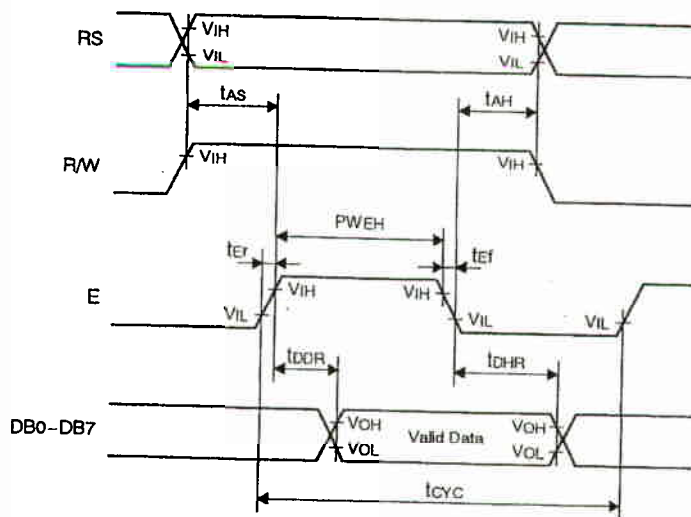 RS VIH VIH
VIL VIL
tAS tAH
R/W VIH VIH
PWEH
tEr tEf
E VIH VIH
VIL VIL VIL
tDDR tDHR
DB0~DB7 VOH Valid Data VOH
VOL VOL
tCYC